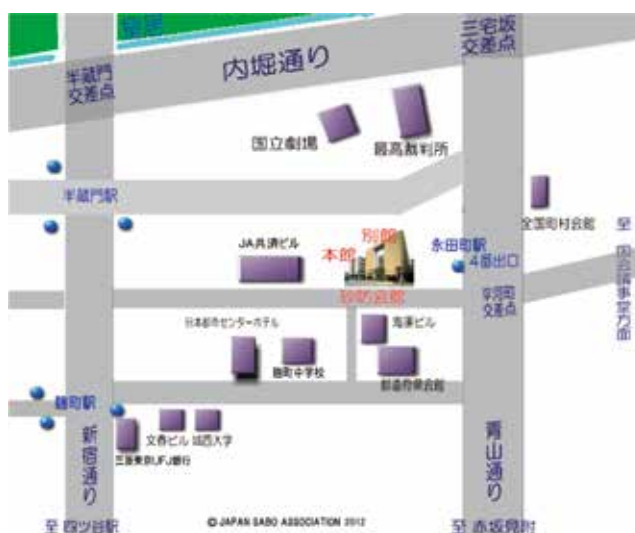 皇居
内堀通り
半蔵門
交差点
三宅坂
交差点
国立劇場
最高裁判所
半蔵門駅
全国町村会館
至
国会議事堂方面
JA共済ビル
別館
本館
砂防会館
永田町駅
4番出口
平河町
交差点
日本都市センターホテル
麹町中学校
海運ビル
都道府県会館
麹町駅
新宿通り
文春ビル
城西大学
三菱東京UFJ銀行
青山通り
至 四ツ谷駅
© JAPAN SABO ASSOCIATION 2012
至 赤坂見附